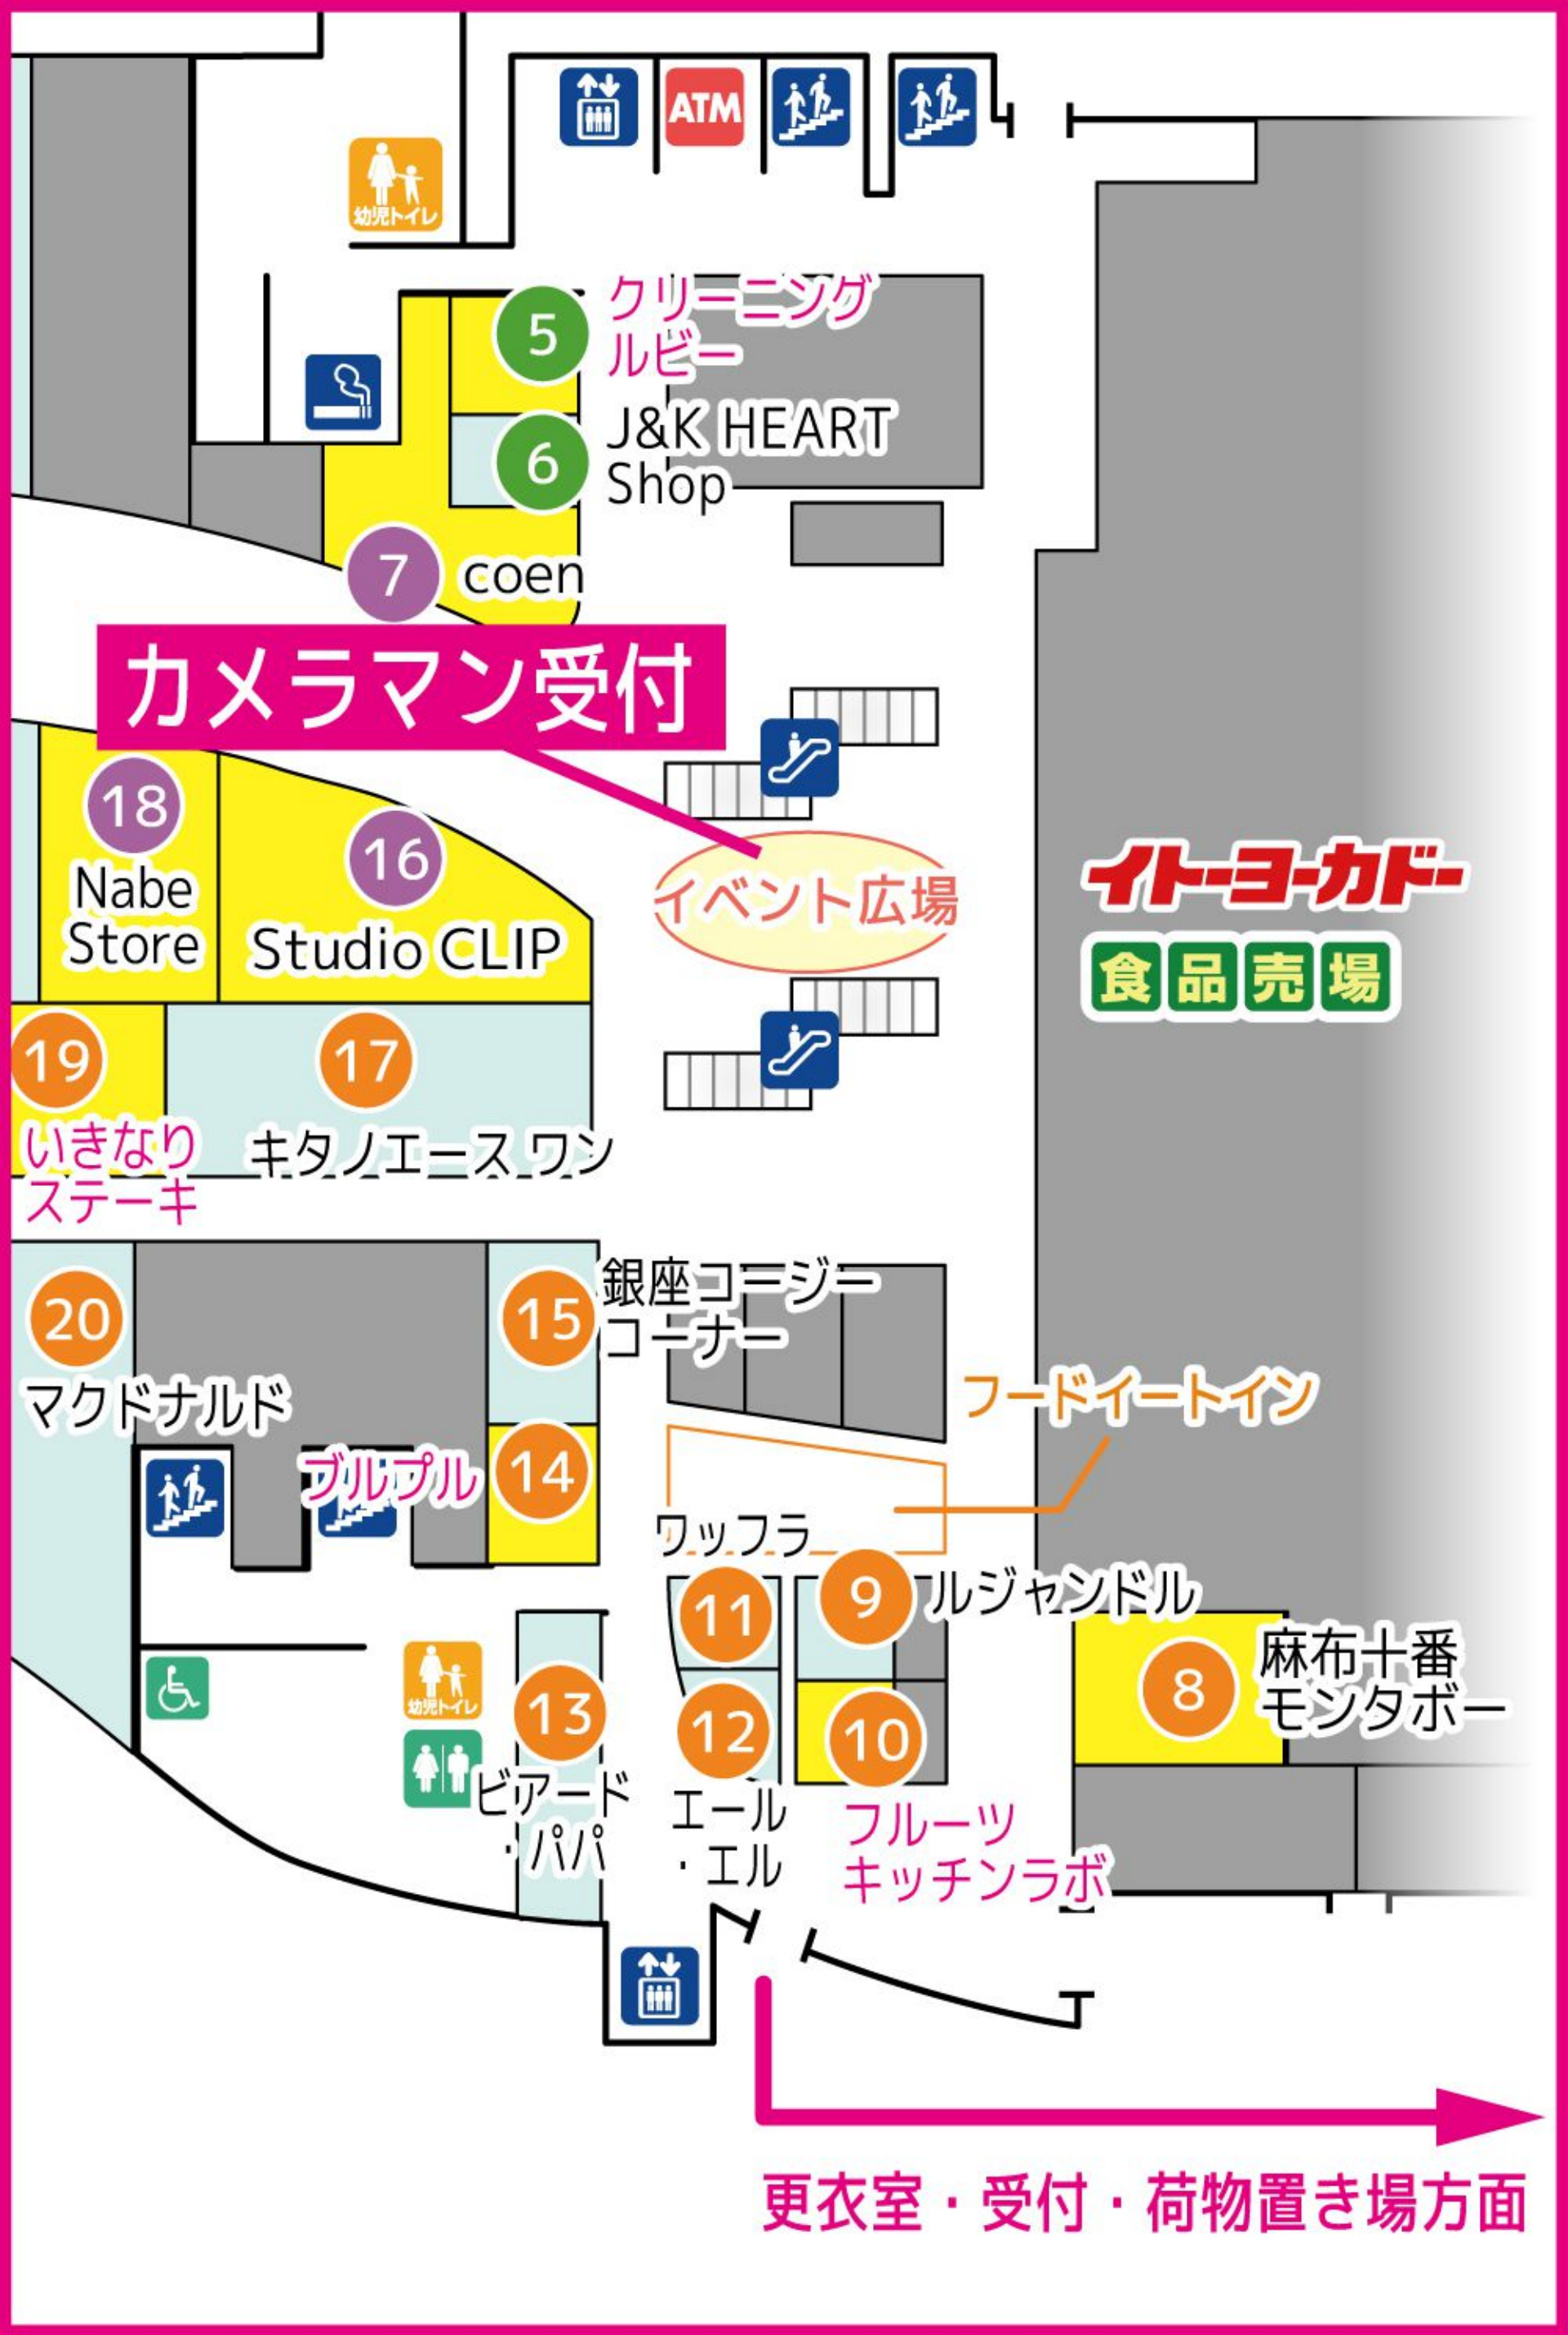 ATM
幼児トイレ
5
クリーニング
ルビー
6
J&K HEART
Shop
7
coen
カメラマン受付
18
Nabe
Store
16
Studio CLIP
イベント広場
イトーヨーカドー
食品売場
19
いきなり
ステーキ
17
キタノエース ワン
20
マクドナルド
15
銀座コージー
コーナー
フードイートイン
14
ブルプル
ワッフラ
11
9
ルジャンドル
8
麻布十番
モンタボー
幼児トイレ
13
ビアード
・パパ
12
エール
・エル
10
フルーツ
キッチンラボ
更衣室・受付・荷物置き場方面